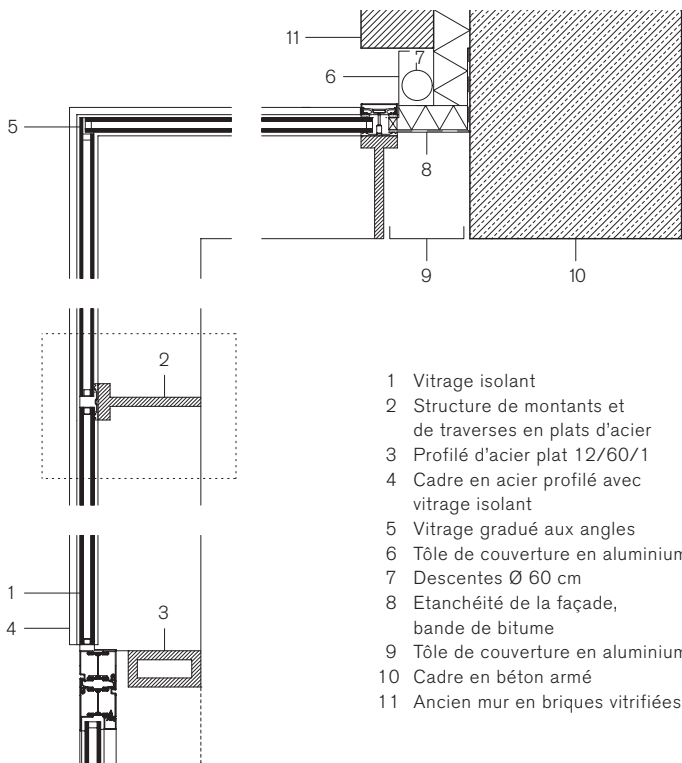 11
7
6
5
8
9
10
2
1
3
4
1 Vitrage isolant
2 Structure de montants et
de traverses en plats d'acier
3 Profilé d'acier plat 12/60/1
4 Cadre en acier profilé avec
vitrage isolant
5 Vitrage gradué aux angles
6 Tôle de couverture en aluminium
7 Descentes Ø 60 cm
8 Etanchéité de la façade,
bande de bitume
9 Tôle de couverture en aluminium
10 Cadre en béton armé
11 Ancien mur en briques vitrifiées